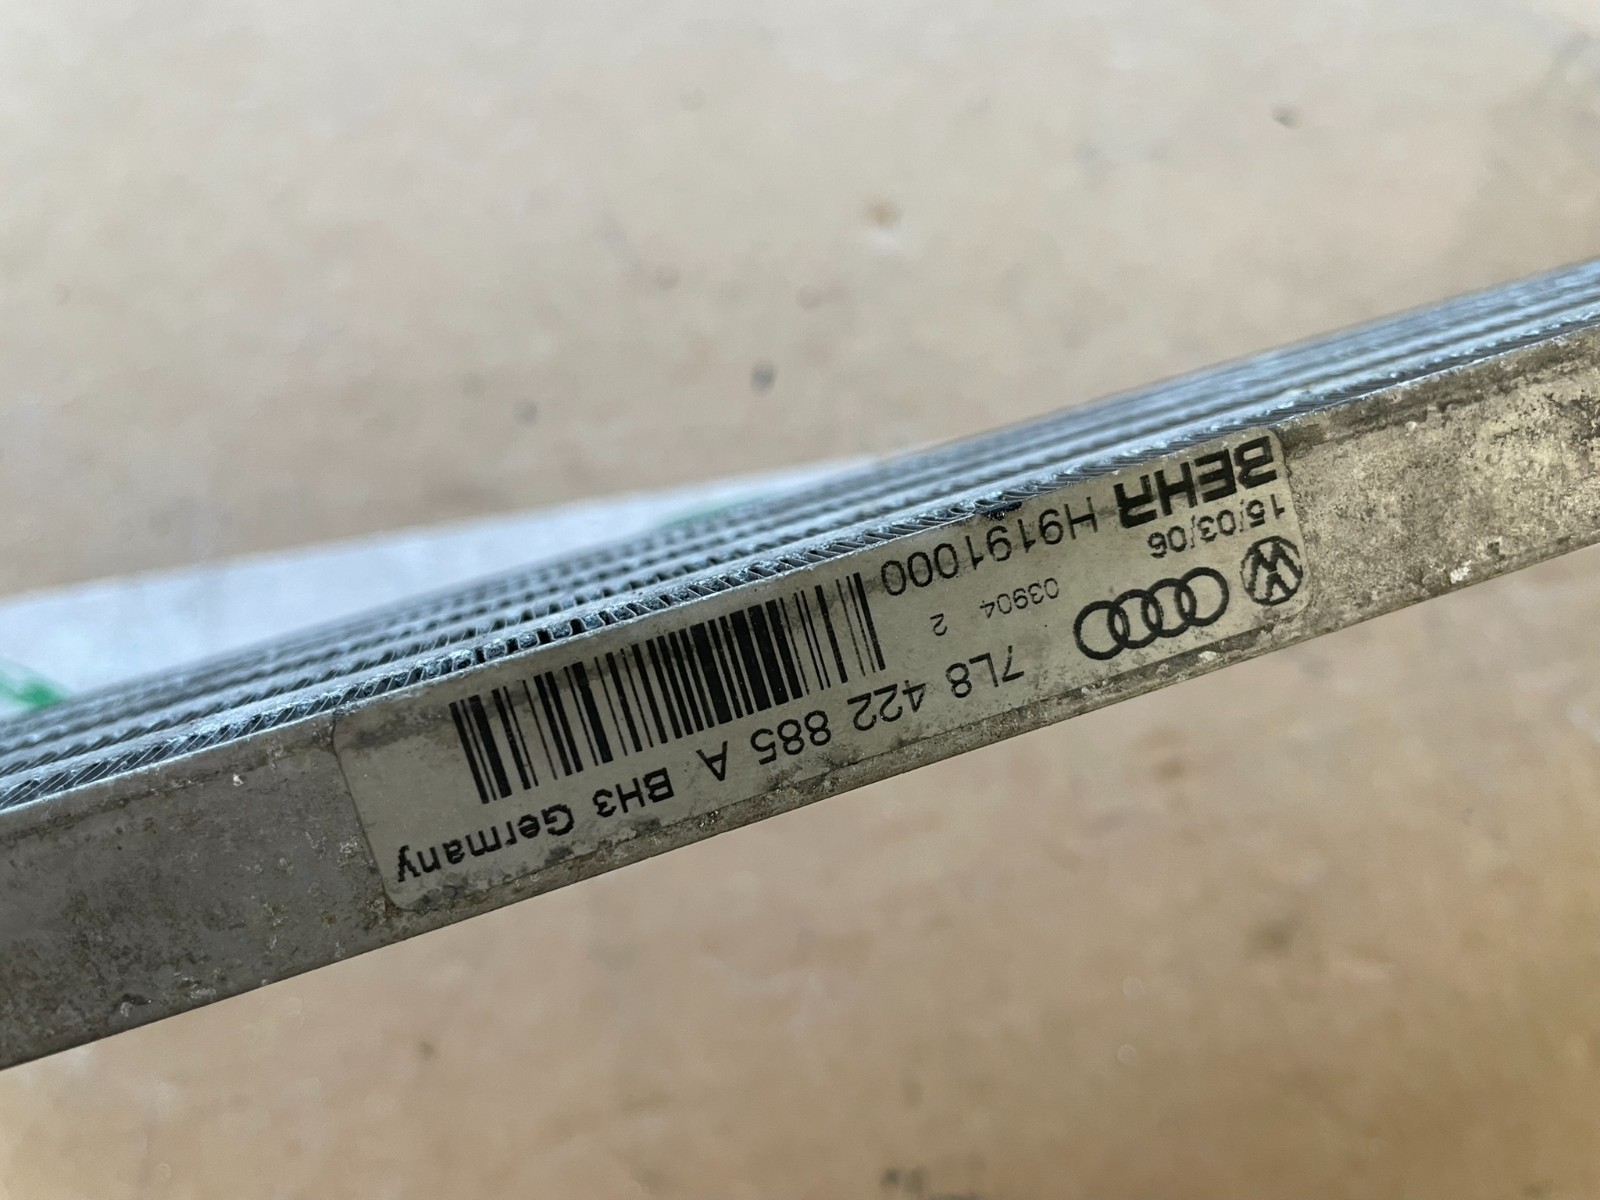 7L8 422 885 A BH3 Germany
03904 2
15/03/06
BEHR H9191000